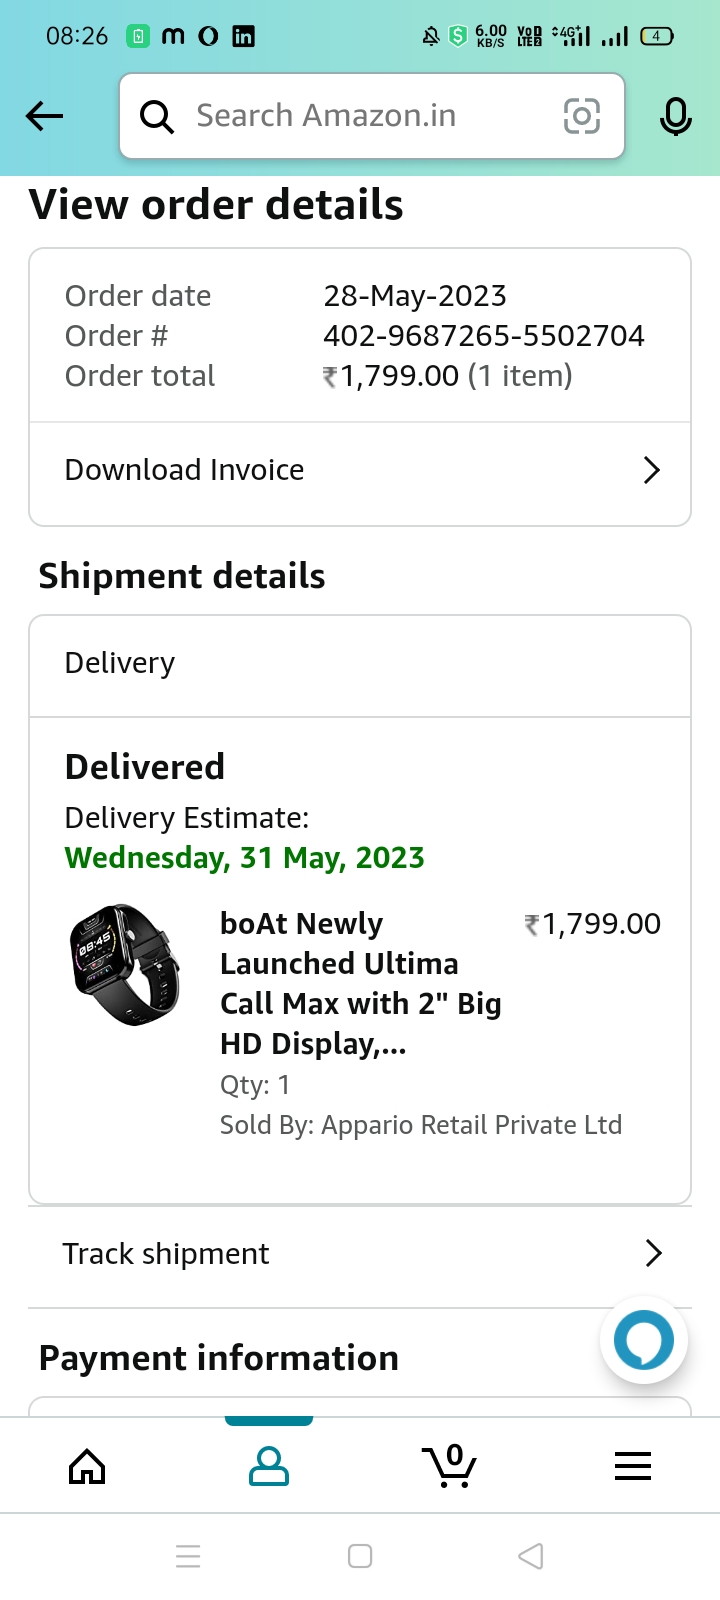 08:26 m in 6.00 KB/S VoD LTE2 4G+ 4
Search Amazon.in
View order details
Order date 28-May-2023
Order # 402-9687265-5502704
Order total ₹1,799.00 (1 item)
Download Invoice
Shipment details
Delivery
Delivered
Delivery Estimate:
Wednesday, 31 May, 2023
08:45
boAt Newly ₹1,799.00
Launched Ultima
Call Max with 2" Big
HD Display,...
Qty: 1
Sold By: Appario Retail Private Ltd
Track shipment
Payment information
0